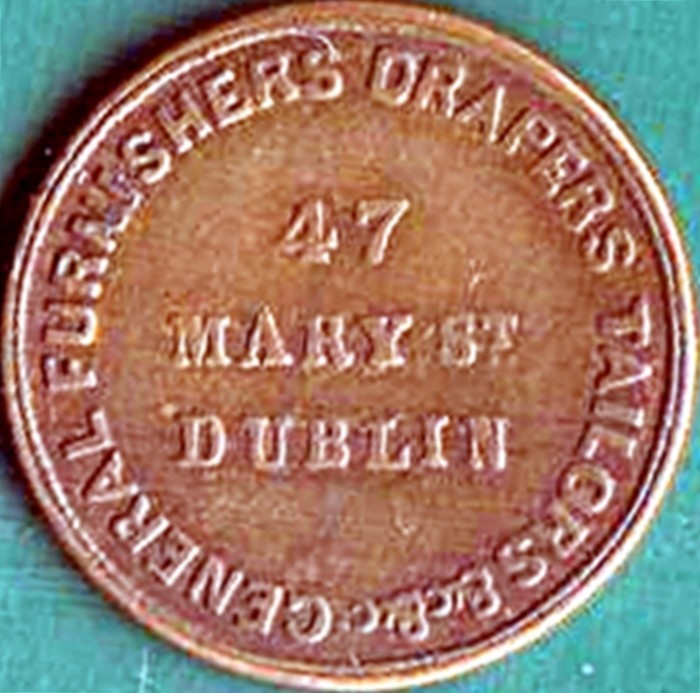 GENERAL FURNISHERS DRAPERS TAILORS &c &c
47
MARY ST
DUBLIN